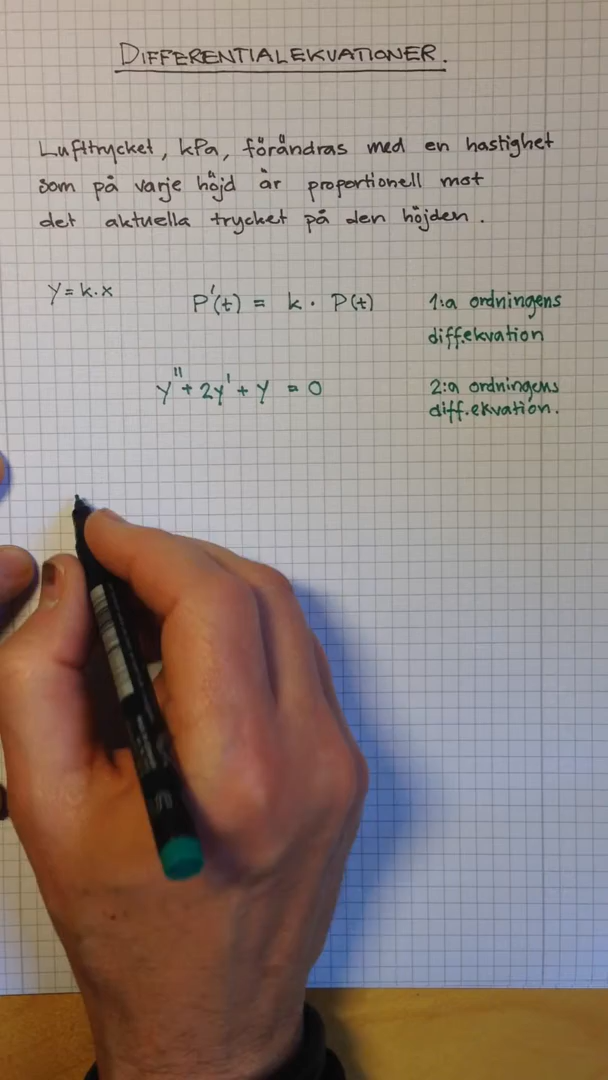 DIFFERENTIALEKVATIONER.
Lufttrycket, kPa, förändras med en hastighet
som på varje höjd är proportionell mot
det aktuella trycket på den höjden.
y = k·x
P'(t) = k · P(t)
1:a ordningens
diff.ekvation
y'' + 2y' + y = 0
2:a ordningens
diff.ekvation.